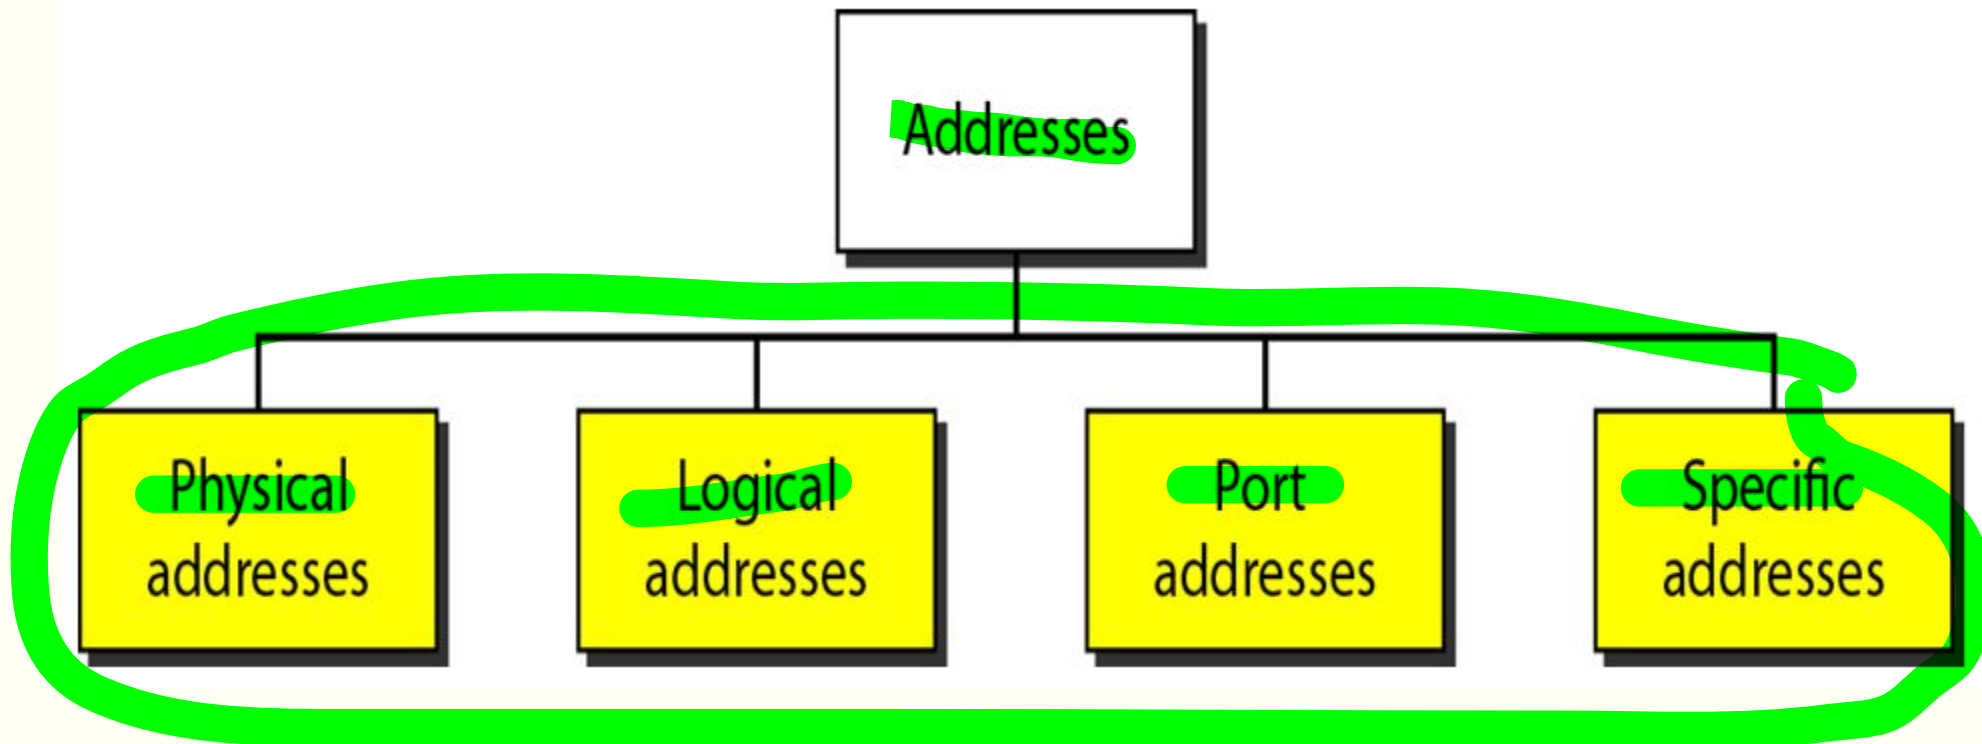 Addresses
Physical
addresses
Logical
addresses
Port
addresses
Specific
addresses